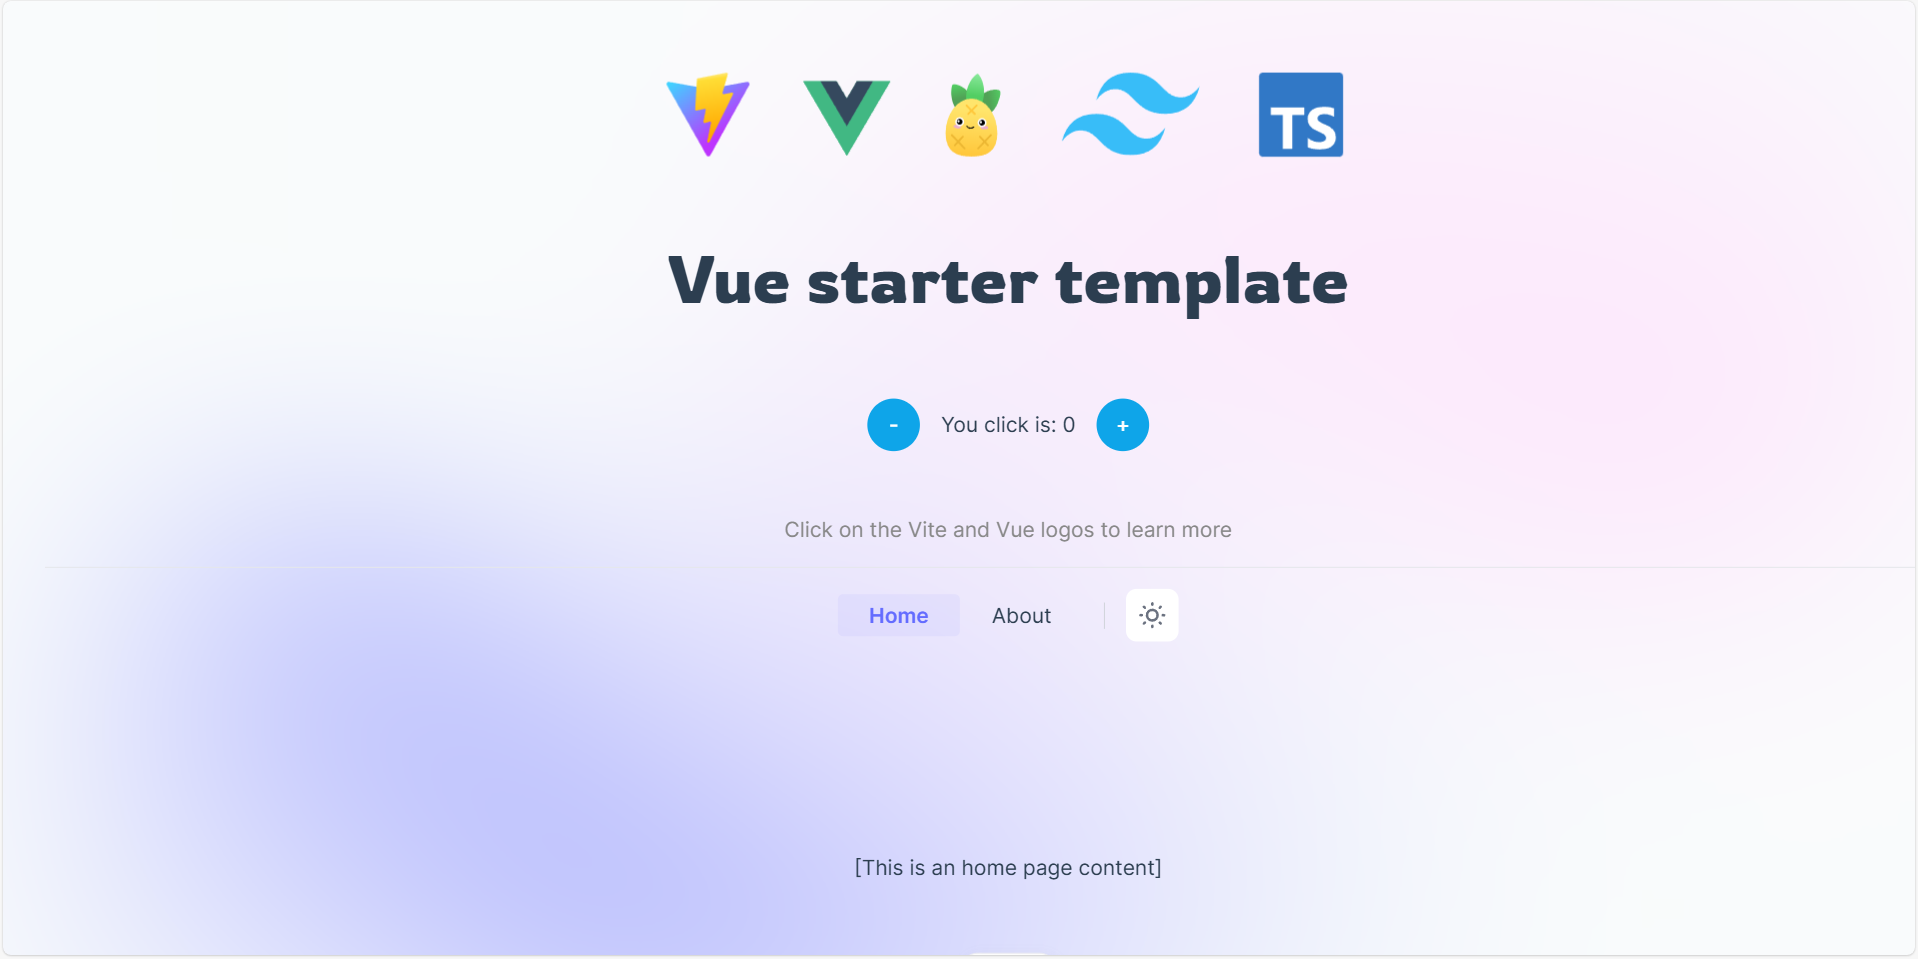 TS
Vue starter template
- You click is: 0 +
Click on the Vite and Vue logos to learn more
Home About
[This is an home page content]